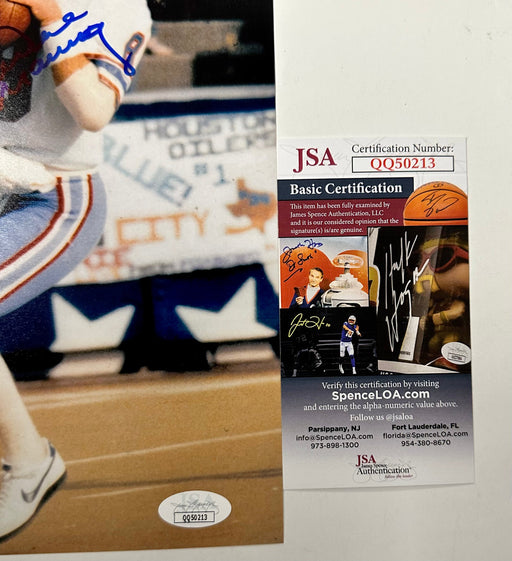 HOUSTON
OILERS
#1
BLUE!
CITY
JSA
QQ50213
JSA
Certification Number:
QQ50213
Basic Certification
This item has been fully examined by
James Spence Authentication, LLC
and it is our considered opinion that the
signature(s) is/are genuine.
Verify this certification by visiting
SpenceLOA.com
and entering the alpha-numeric value above.
Follow us @jsaloa
Parsippany, NJ
info@SpenceLOA.com
973-898-1300
Fort Lauderdale, FL
florida@SpenceLOA.com
954-380-8670
JSA
James Spence
Authentication